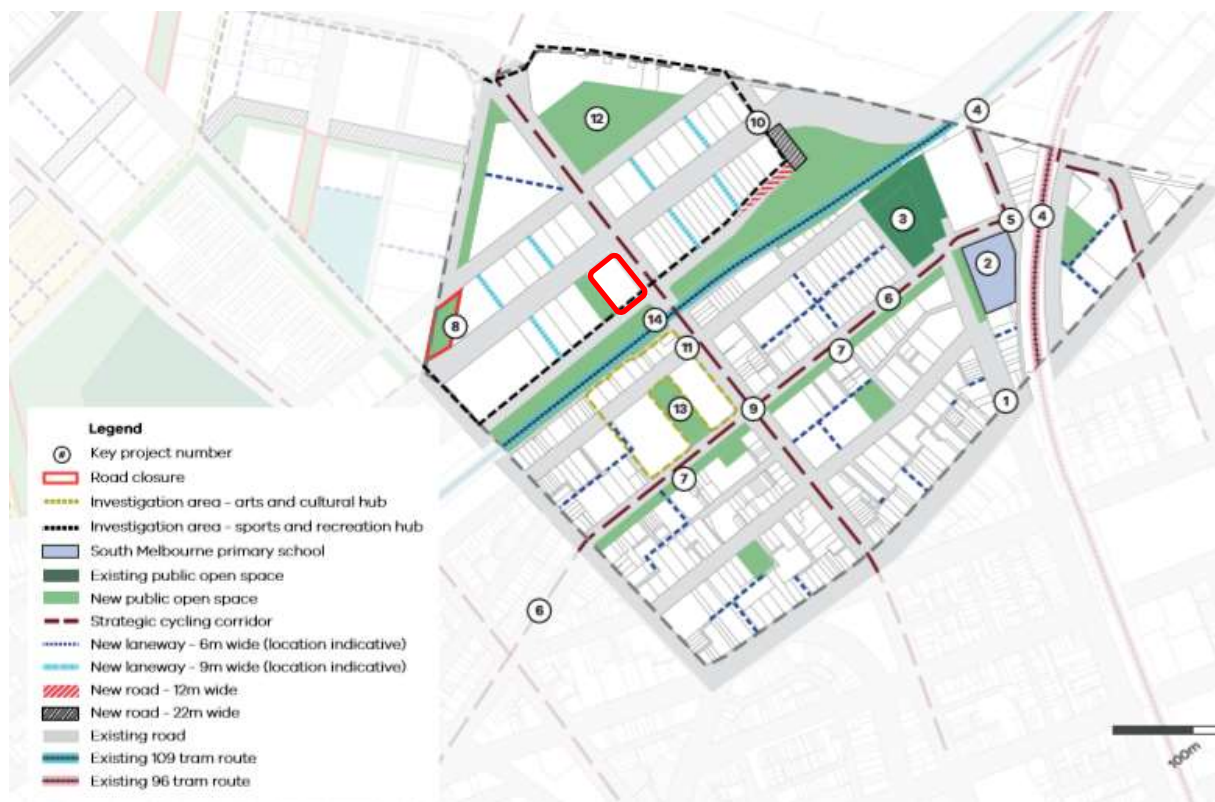 4
12
10
3
5
4
2
6
8
14
11
7
13
9
1
7
6
Legend
# Key project number
Road closure
Investigation area - arts and cultural hub
Investigation area - sports and recreation hub
South Melbourne primary school
Existing public open space
New public open space
Strategic cycling corridor
New laneway - 6m wide (location indicative)
New laneway - 9m wide (location indicative)
New road - 12m wide
New road - 22m wide
Existing road
Existing 109 tram route
Existing 96 tram route
100m